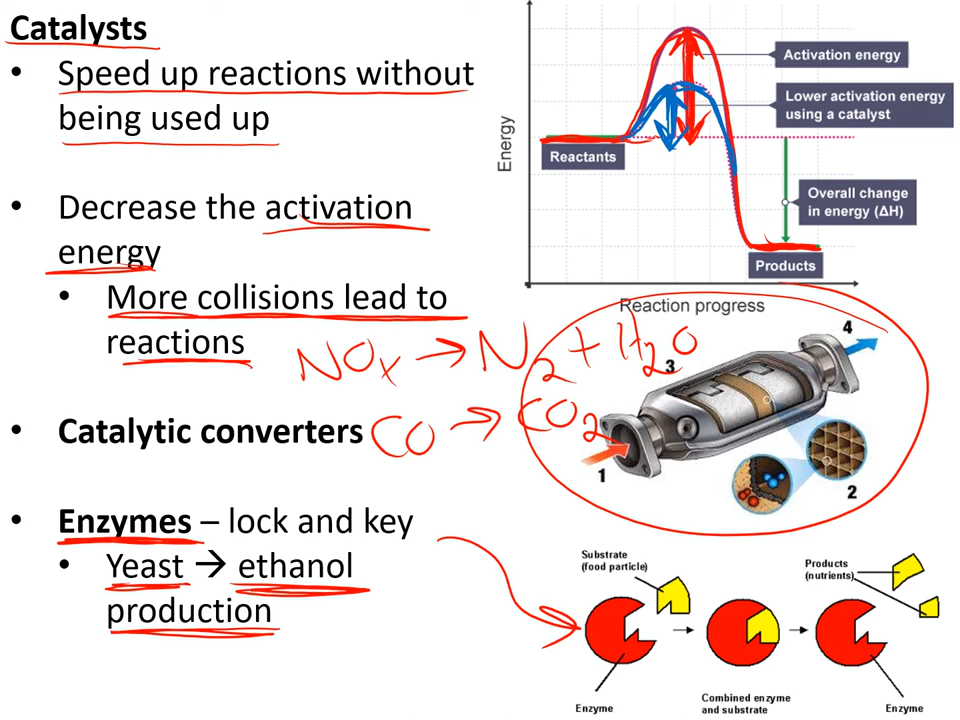 Catalysts
• Speed up reactions without
being used up
• Decrease the activation
energy
• More collisions lead to
reactions
NOx → N2 + H2O
• Catalytic converters
CO → CO2
• Enzymes – lock and key
• Yeast → ethanol
production
Energy
Activation energy
Lower activation energy
using a catalyst
Reactants
Overall change
in energy (ΔH)
Products
Reaction progress
1
2
3
4
Substrate
(food particle)
Products
(nutrients)
Enzyme
Combined enzyme
and substrate
Enzyme